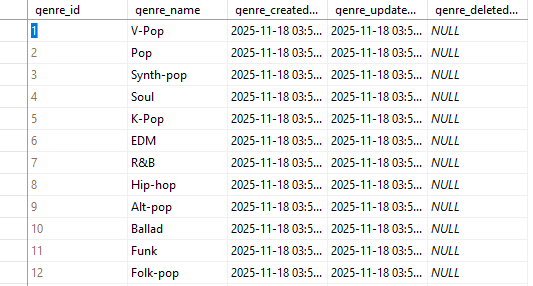 genre_id genre_name genre_created... genre_update... genre_deleted...
1 V-Pop 2025-11-18 03:5... 2025-11-18 03:5... NULL
2 Pop 2025-11-18 03:5... 2025-11-18 03:5... NULL
3 Synth-pop 2025-11-18 03:5... 2025-11-18 03:5... NULL
4 Soul 2025-11-18 03:5... 2025-11-18 03:5... NULL
5 K-Pop 2025-11-18 03:5... 2025-11-18 03:5... NULL
6 EDM 2025-11-18 03:5... 2025-11-18 03:5... NULL
7 R&B 2025-11-18 03:5... 2025-11-18 03:5... NULL
8 Hip-hop 2025-11-18 03:5... 2025-11-18 03:5... NULL
9 Alt-pop 2025-11-18 03:5... 2025-11-18 03:5... NULL
10 Ballad 2025-11-18 03:5... 2025-11-18 03:5... NULL
11 Funk 2025-11-18 03:5... 2025-11-18 03:5... NULL
12 Folk-pop 2025-11-18 03:5... 2025-11-18 03:5... NULL